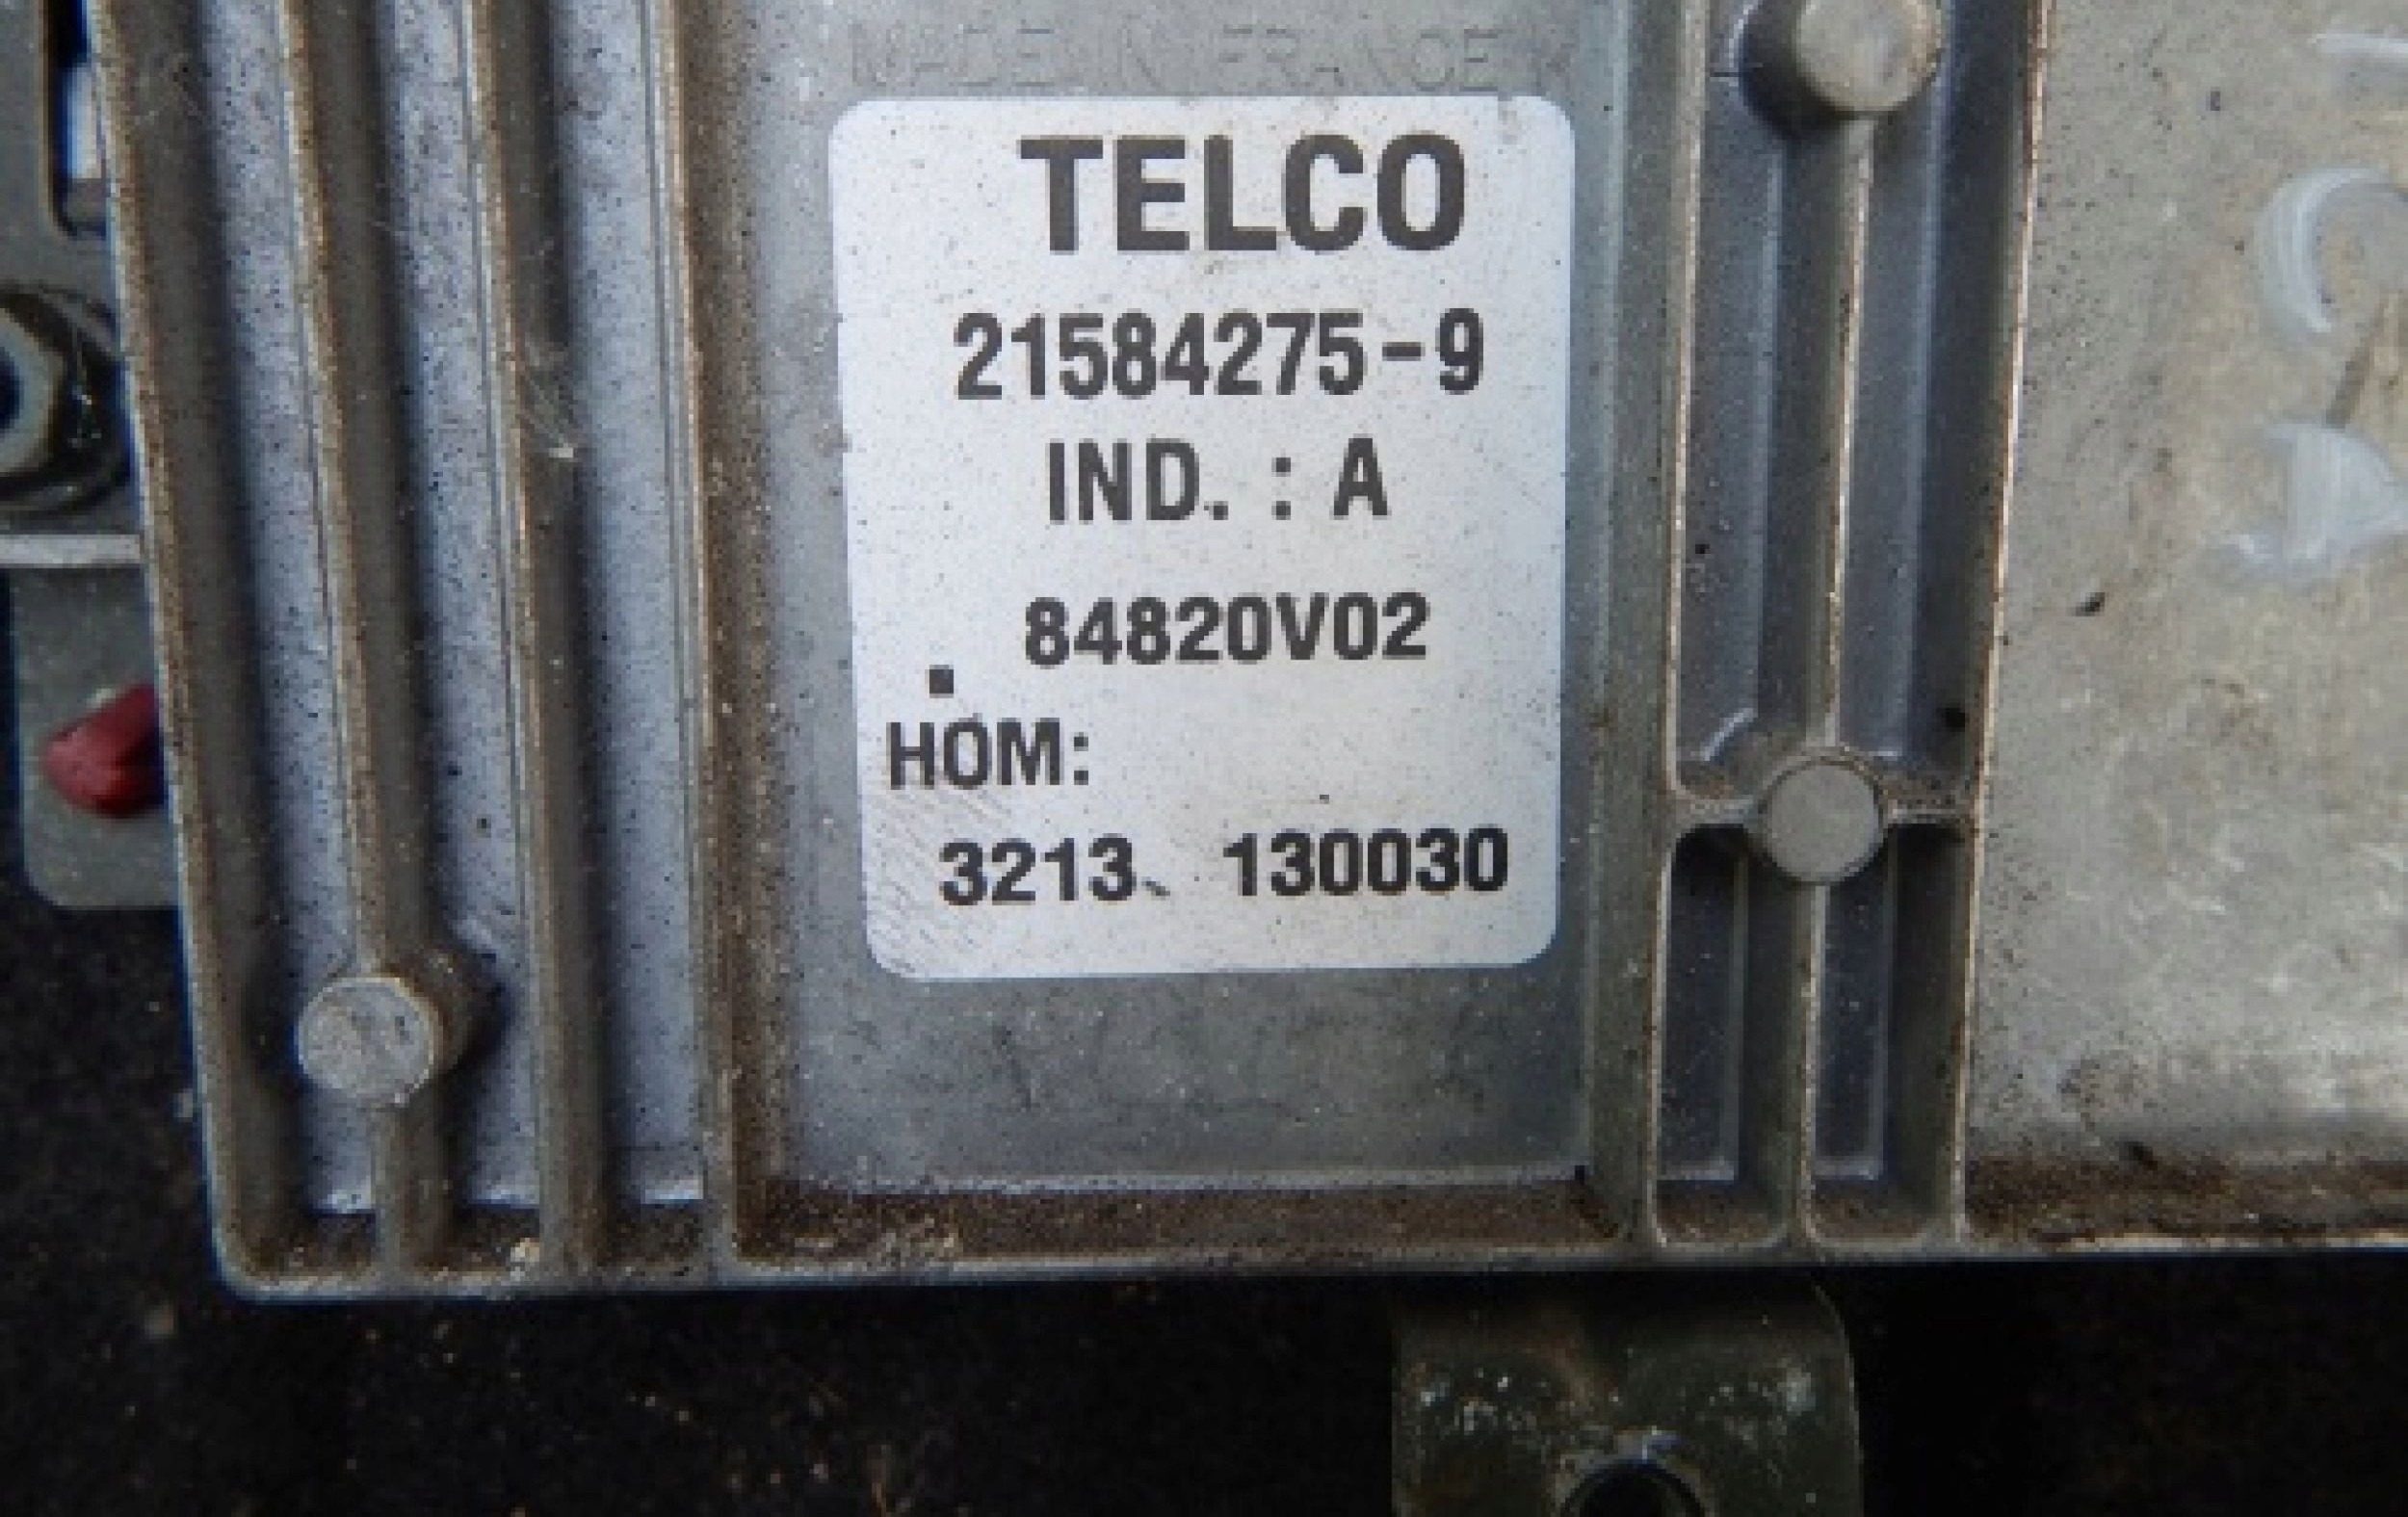 MADE IN FRANCE
TELCO
21584275-9
IND. : A
84820V02
HOM:
3213 130030